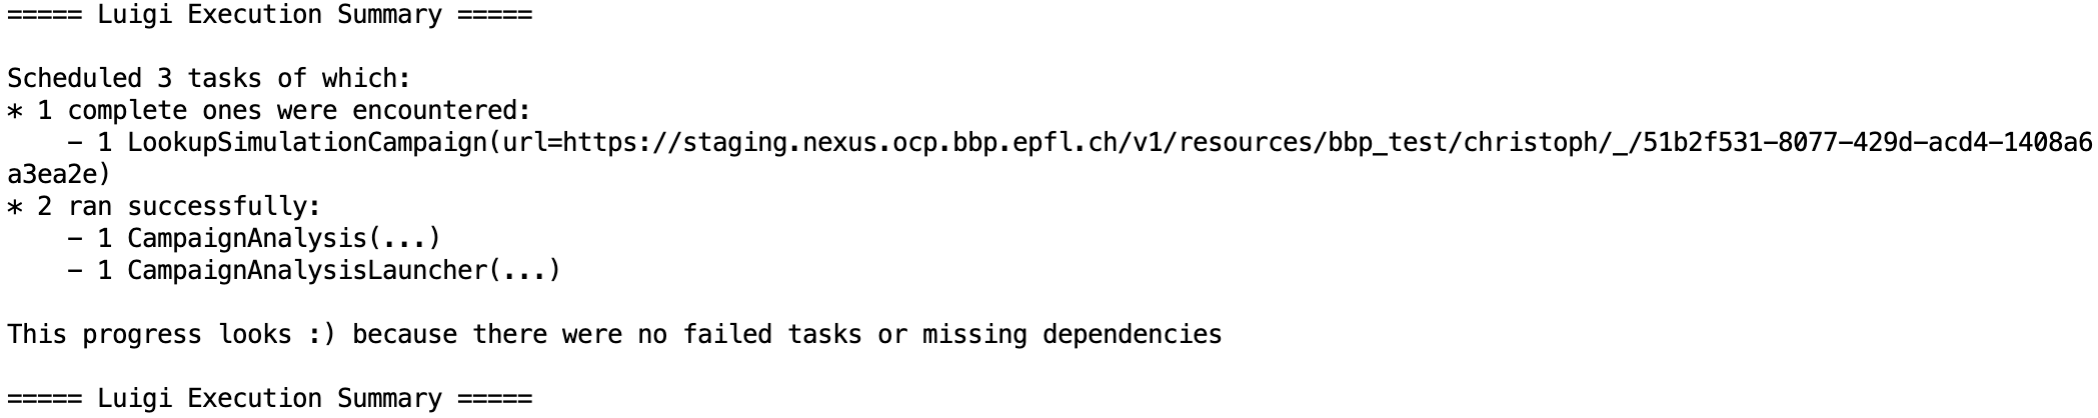 ===== Luigi Execution Summary =====
Scheduled 3 tasks of which:
* 1 complete ones were encountered:
    - 1 LookupSimulationCampaign(url=https://staging.nexus.ocp.bbp.epfl.ch/v1/resources/bbp_test/christoph/_/51b2f531-8077-429d-acd4-1408a6
a3ea2e)
* 2 ran successfully:
    - 1 CampaignAnalysis(...)
    - 1 CampaignAnalysisLauncher(...)
This progress looks :) because there were no failed tasks or missing dependencies
===== Luigi Execution Summary =====